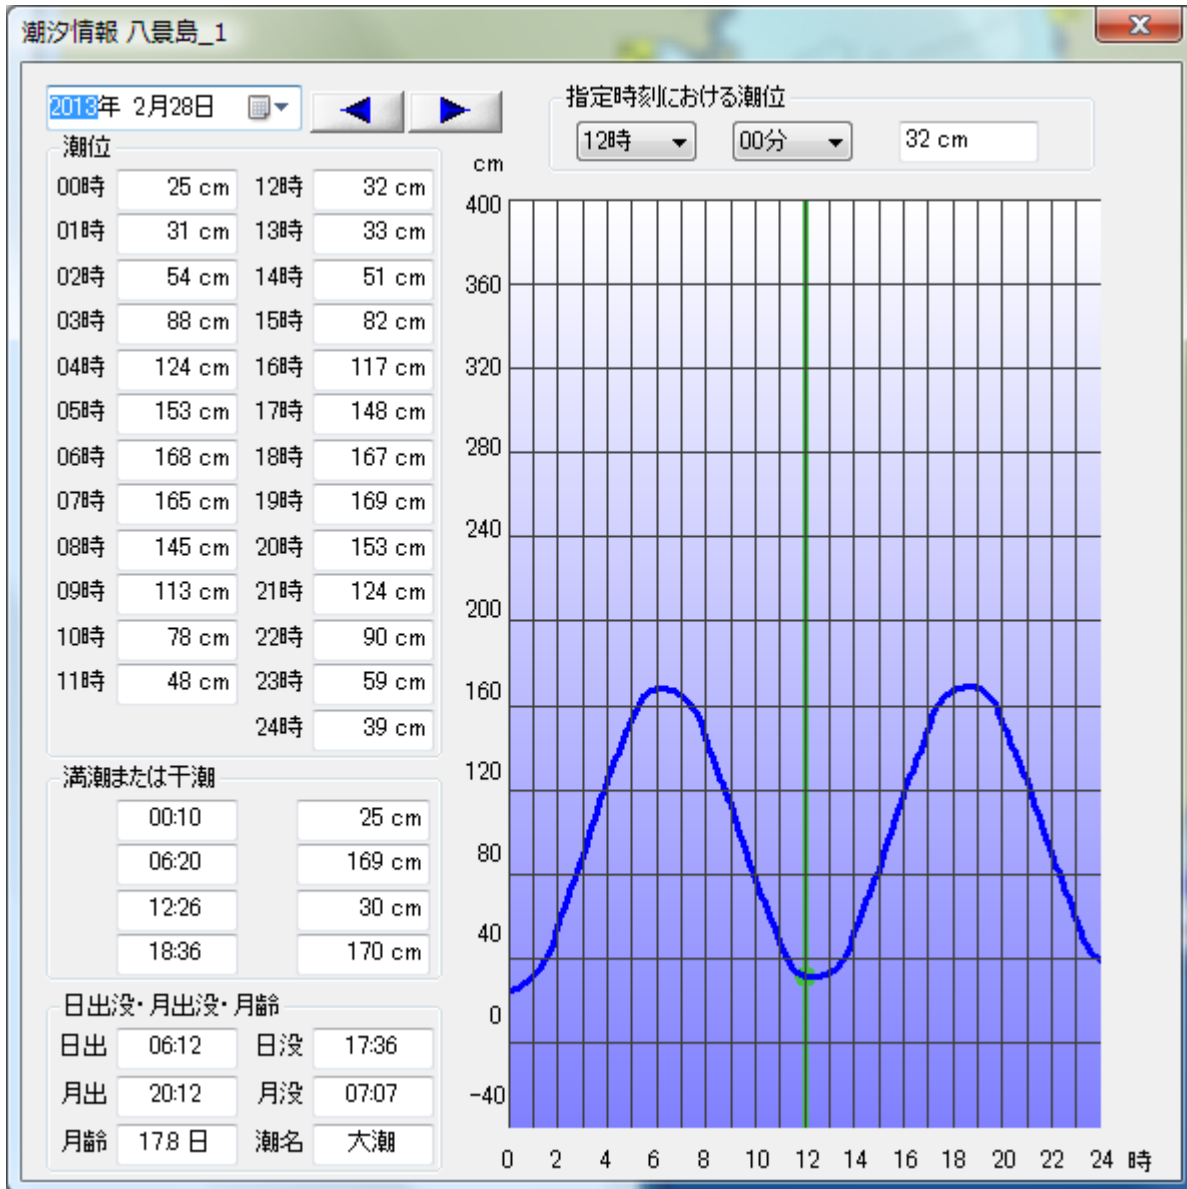 潮汐情報 八景島_1
2013年 2月28日
指定時刻における潮位
12時 00分 32 cm
潮位
00時 25 cm 12時 32 cm
01時 31 cm 13時 33 cm
02時 54 cm 14時 51 cm
03時 88 cm 15時 82 cm
04時 124 cm 16時 117 cm
05時 153 cm 17時 148 cm
06時 168 cm 18時 167 cm
07時 165 cm 19時 169 cm
08時 145 cm 20時 153 cm
09時 113 cm 21時 124 cm
10時 78 cm 22時 90 cm
11時 48 cm 23時 59 cm
24時 39 cm
満潮または干潮
00:10 25 cm
06:20 169 cm
12:26 30 cm
18:36 170 cm
日出没・月出没・月齢
日出 06:12 日没 17:36
月出 20:12 月没 07:07
月齢 17.8 日 潮名 大潮
cm
400
360
320
280
240
200
160
120
80
40
0
-40
0 2 4 6 8 10 12 14 16 18 20 22 24 時